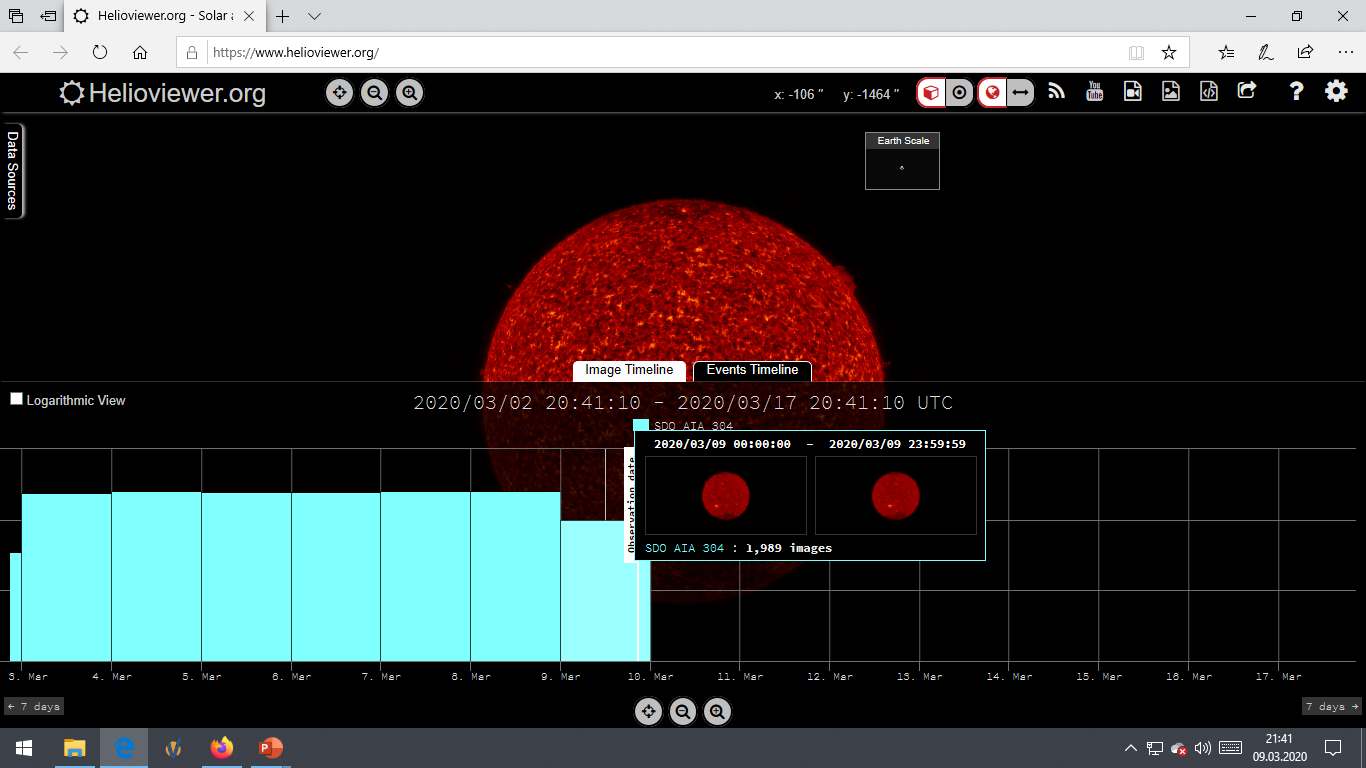 Helioviewer.org - Solar a
https://www.helioviewer.org/
Helioviewer.org
x: -106 ″ y: -1464 ″
You Tube
?
Data Sources
Earth Scale
Image Timeline
Events Timeline
Logarithmic View
2020/03/02 20:41:10 - 2020/03/17 20:41:10 UTC
SDO AIA 304
2020/03/09 00:00:00 - 2020/03/09 23:59:59
Observation date
SDO AIA 304 : 1,989 images
3. Mar 4. Mar 5. Mar 6. Mar 7. Mar 8. Mar 9. Mar 10. Mar 11. Mar 12. Mar 13. Mar 14. Mar 15. Mar 16. Mar 17. Mar
← 7 days
7 days →
21:41
09.03.2020